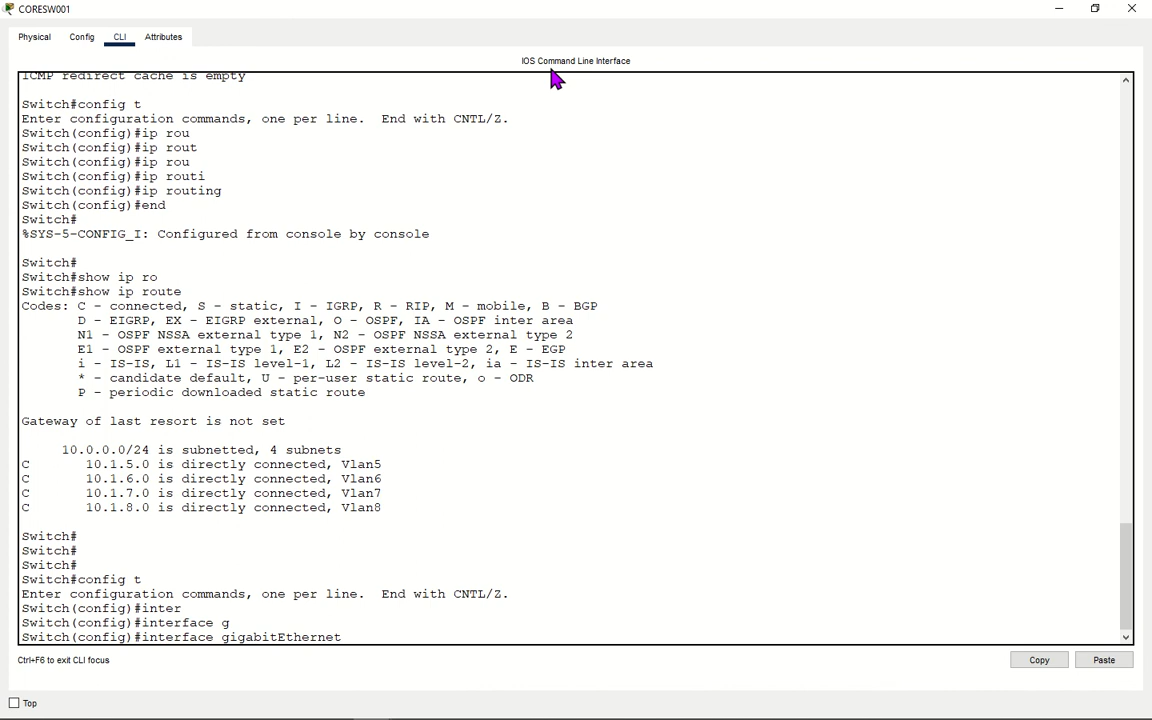 CORESW001
Physical Config CLI Attributes
IOS Command Line Interface
ICMP redirect cache is empty
Switch#config t
Enter configuration commands, one per line. End with CNTL/Z.
Switch(config)#ip rou
Switch(config)#ip rout
Switch(config)#ip rou
Switch(config)#ip routi
Switch(config)#ip routing
Switch(config)#end
Switch#
%SYS-5-CONFIG_I: Configured from console by console
Switch#
Switch#show ip ro
Switch#show ip route
Codes: C - connected, S - static, I - IGRP, R - RIP, M - mobile, B - BGP
D - EIGRP, EX - EIGRP external, O - OSPF, IA - OSPF inter area
N1 - OSPF NSSA external type 1, N2 - OSPF NSSA external type 2
E1 - OSPF external type 1, E2 - OSPF external type 2, E - EGP
i - IS-IS, L1 - IS-IS level-1, L2 - IS-IS level-2, ia - IS-IS inter area
* - candidate default, U - per-user static route, o - ODR
P - periodic downloaded static route
Gateway of last resort is not set
10.0.0.0/24 is subnetted, 4 subnets
C 10.1.5.0 is directly connected, Vlan5
C 10.1.6.0 is directly connected, Vlan6
C 10.1.7.0 is directly connected, Vlan7
C 10.1.8.0 is directly connected, Vlan8
Switch#
Switch#
Switch#
Switch#config t
Enter configuration commands, one per line. End with CNTL/Z.
Switch(config)#inter
Switch(config)#interface g
Switch(config)#interface gigabitEthernet
Ctrl+F6 to exit CLI focus
Copy Paste
Top